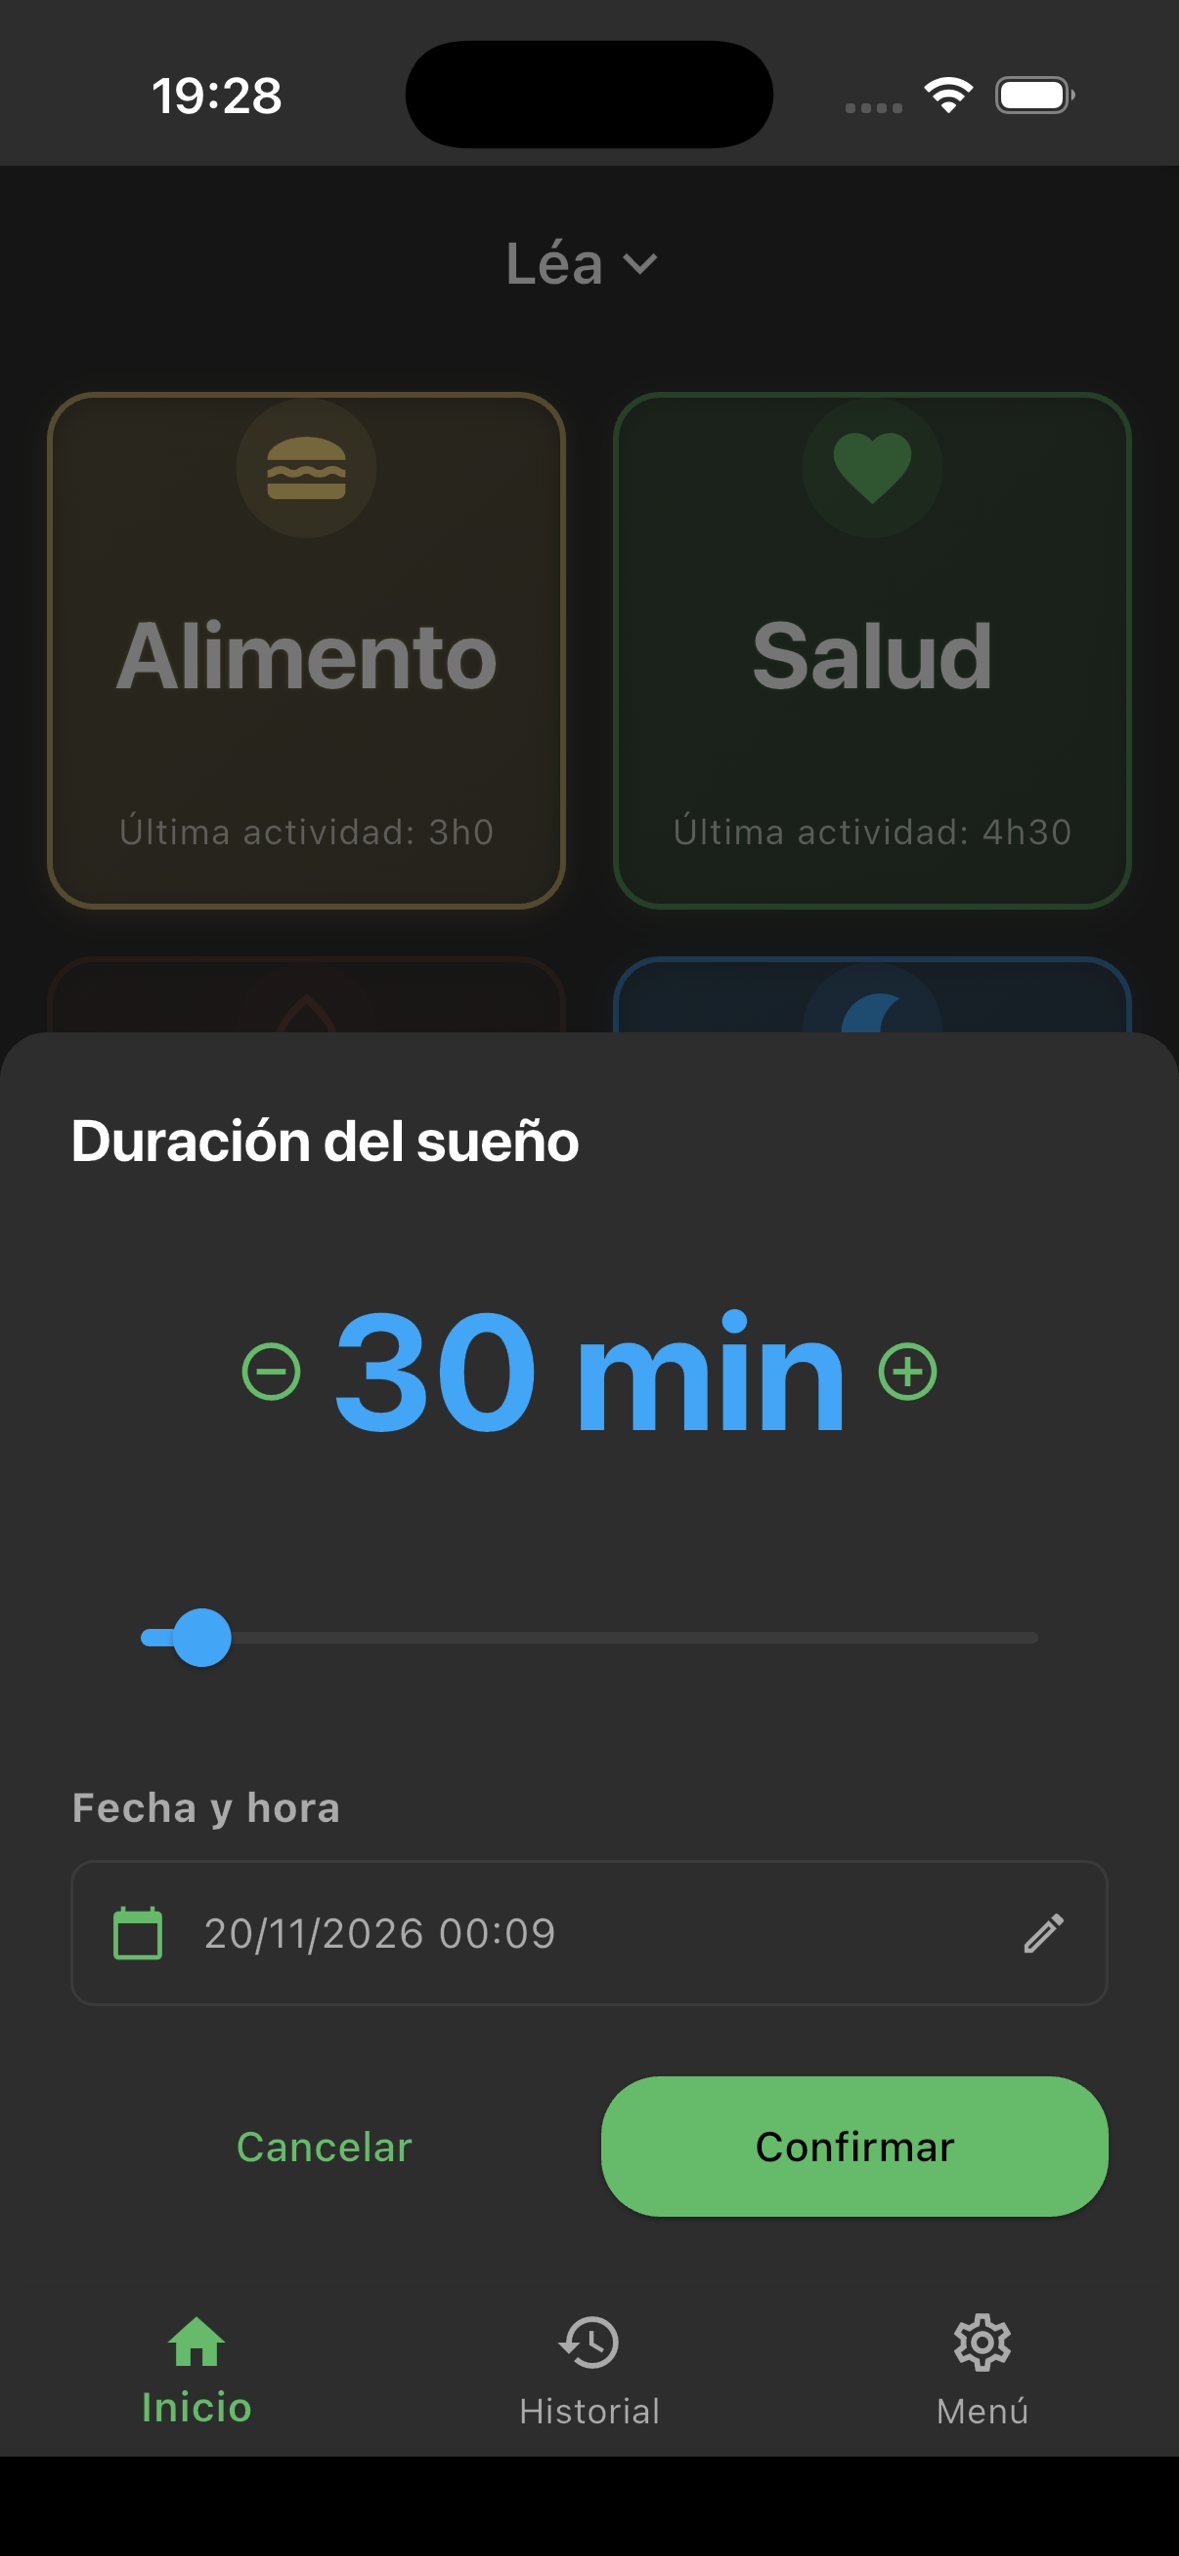 19:28
Léa
Alimento
Salud
Última actividad: 3h0
Última actividad: 4h30
Duración del sueño
30 min
Fecha y hora
20/11/2026 00:09
Cancelar
Confirmar
Inicio
Historial
Menú